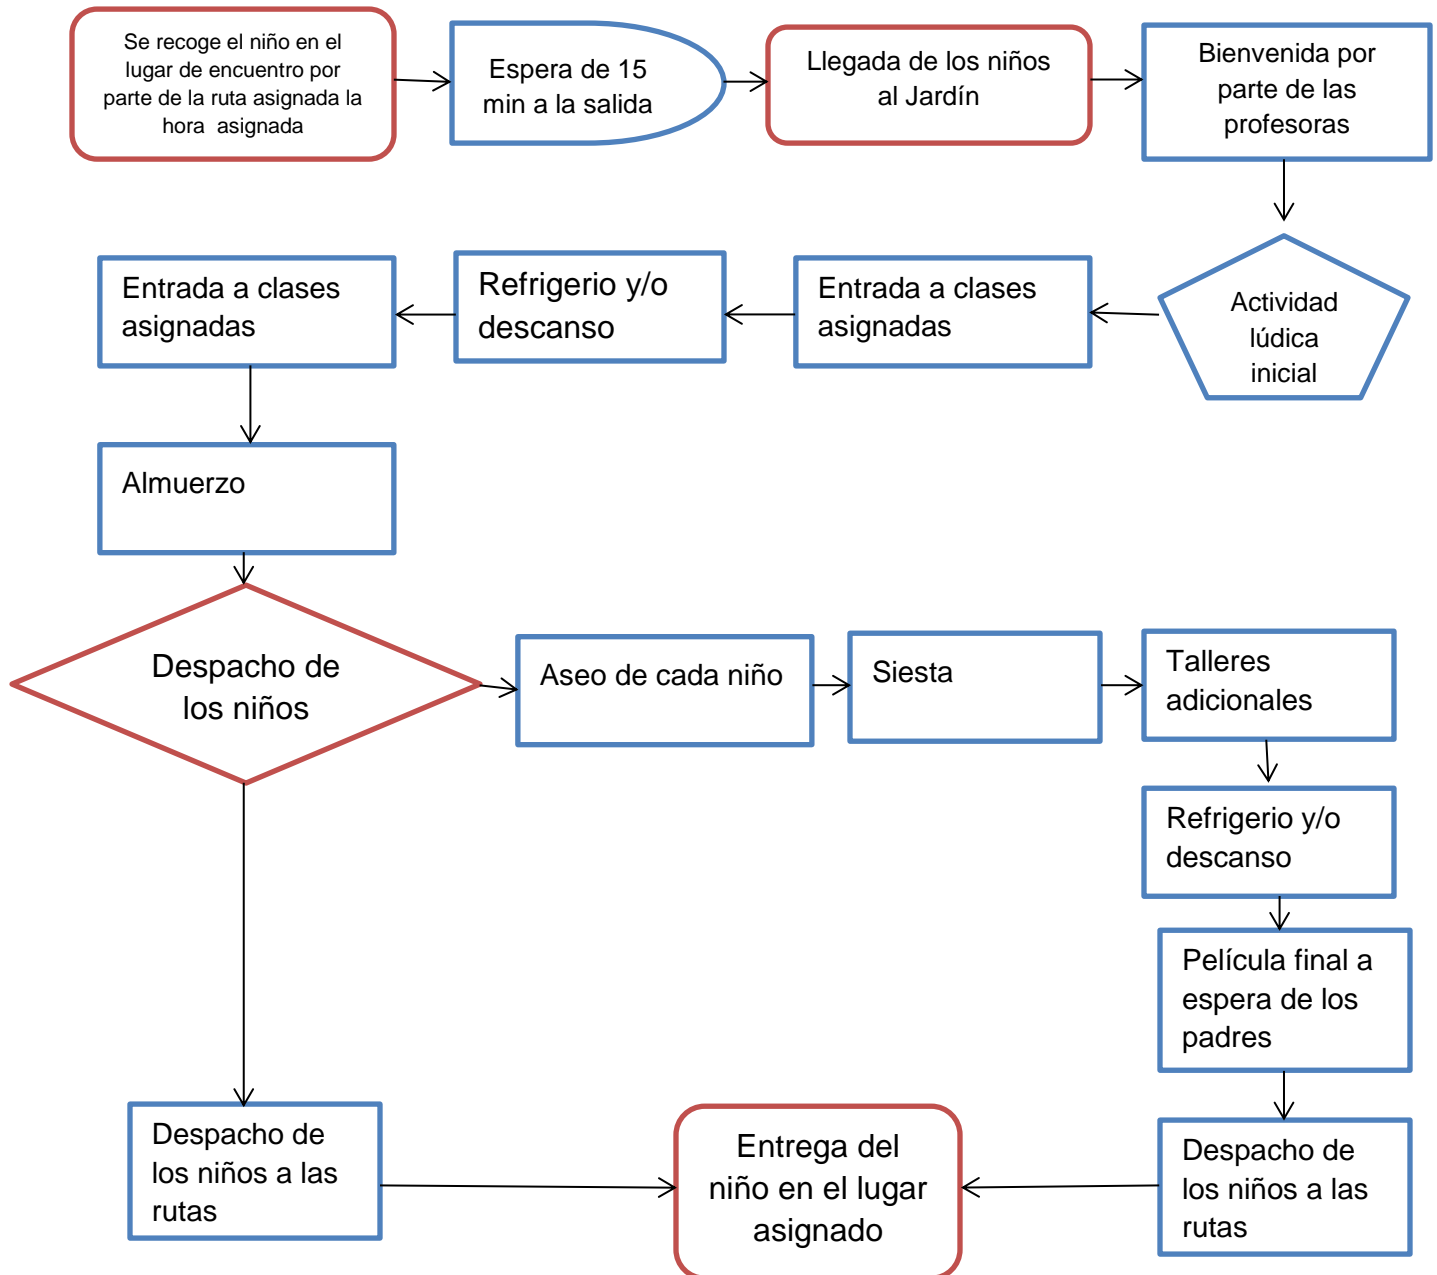 Se recoge el niño en el
lugar de encuentro por
parte de la ruta asignada la
hora asignada
Espera de 15
min a la salida
Llegada de los niños
al Jardín
Bienvenida por
parte de las
profesoras
Actividad
lúdica
inicial
Entrada a clases
asignadas
Refrigerio y/o
descanso
Entrada a clases
asignadas
Almuerzo
Despacho de
los niños
Aseo de cada niño
Siesta
Talleres
adicionales
Refrigerio y/o
descanso
Película final a
espera de los
padres
Despacho de
los niños a las
rutas
Despacho de
los niños a las
rutas
Entrega del
niño en el lugar
asignado